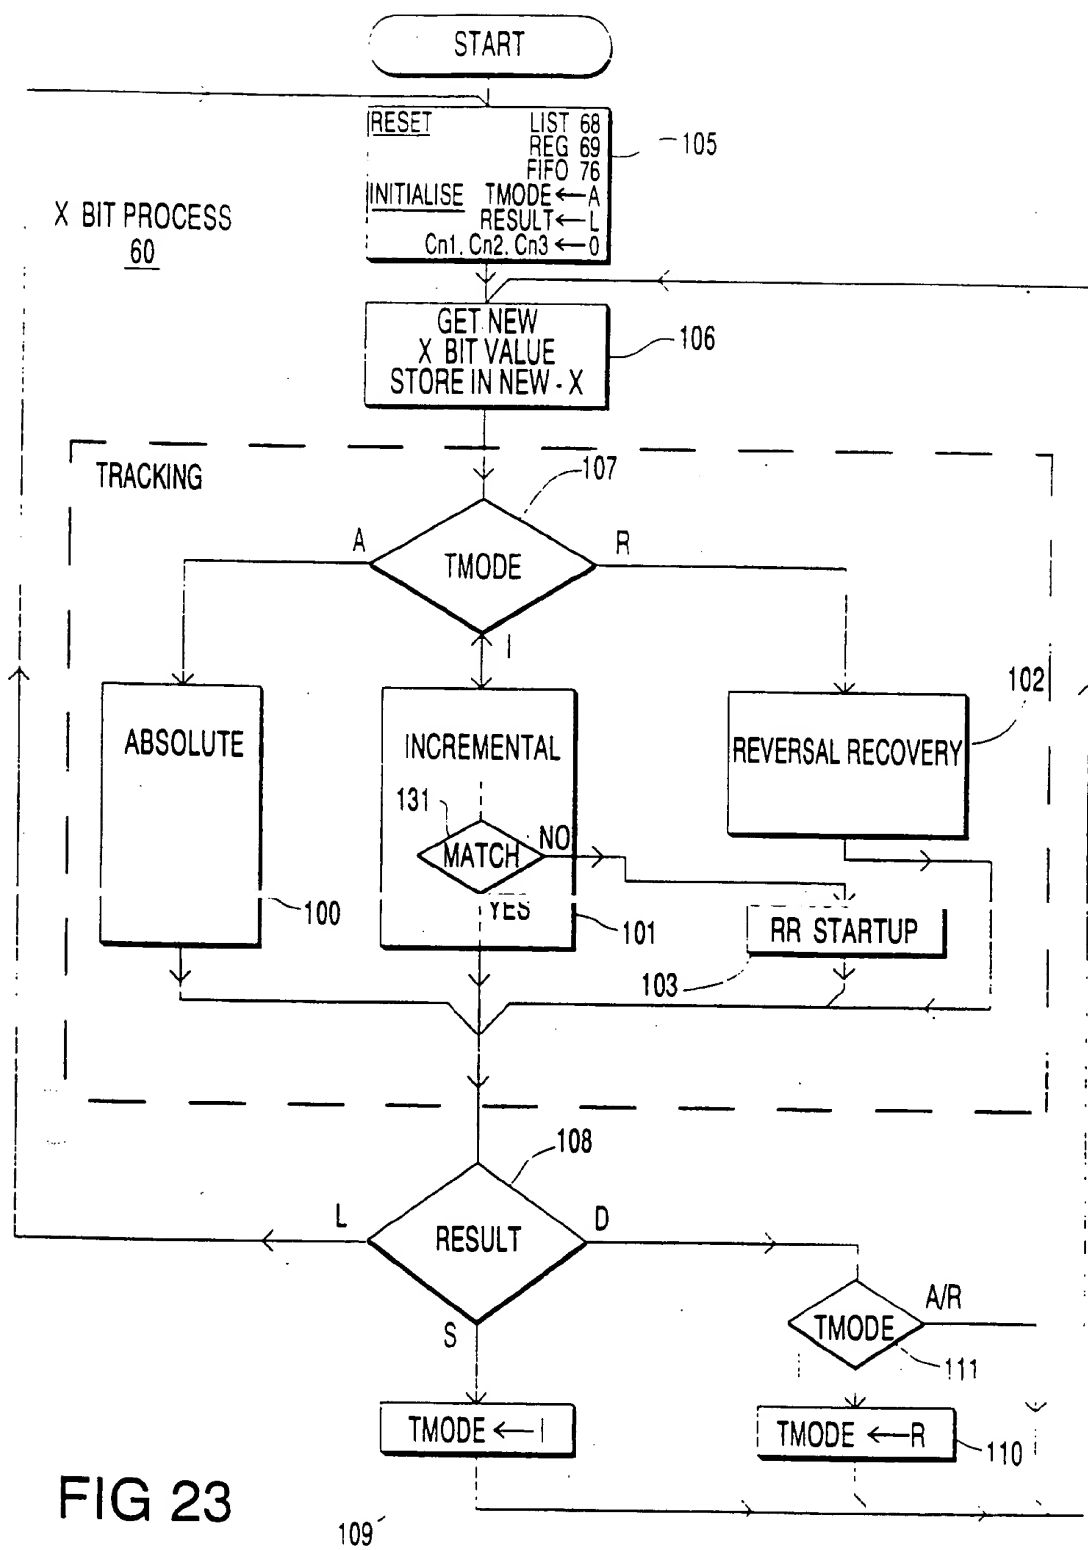 START
RESET LIST 68
REG 69
FIFO 76
INITIALISE TMODE ← A
RESULT ← L
Cn1, Cn2, Cn3 ← 0
105
X BIT PROCESS
60
GET NEW
X BIT VALUE
STORE IN NEW - X
106
TRACKING
107
A
TMODE
R
I
102
ABSOLUTE
INCREMENTAL
REVERSAL RECOVERY
131
MATCH
NO
YES
100
101
RR STARTUP
103
108
L
RESULT
D
S
A/R
TMODE
111
TMODE ← I
TMODE ← R
110
FIG 23
109